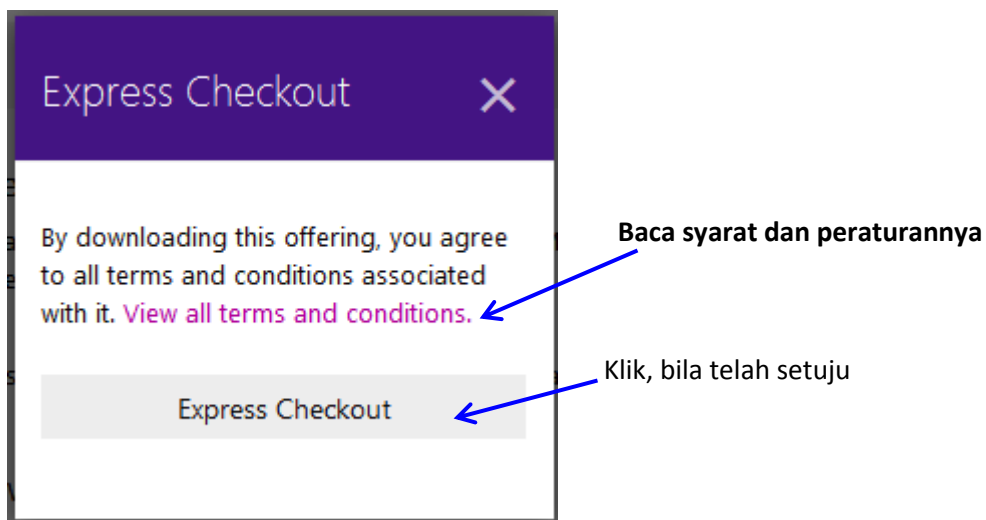 Express Checkout
By downloading this offering, you agree
to all terms and conditions associated
with it. View all terms and conditions.
Baca syarat dan peraturannya
Klik, bila telah setuju
Express Checkout